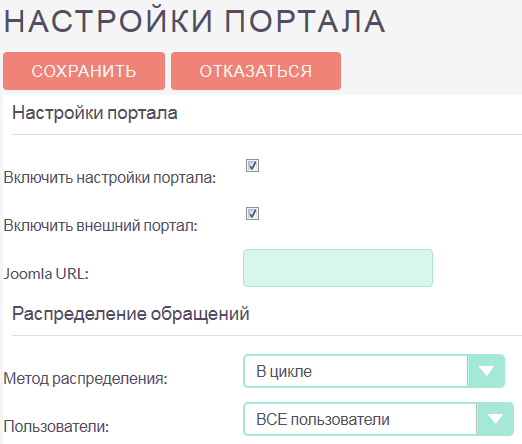 НАСТРОЙКИ ПОРТАЛА
СОХРАНИТЬ ОТКАЗАТЬСЯ
Настройки портала
Включить настройки портала:
Включить внешний портал:
Joomla URL:
Распределение обращений
Метод распределения: В цикле
Пользователи: ВСЕ пользователи